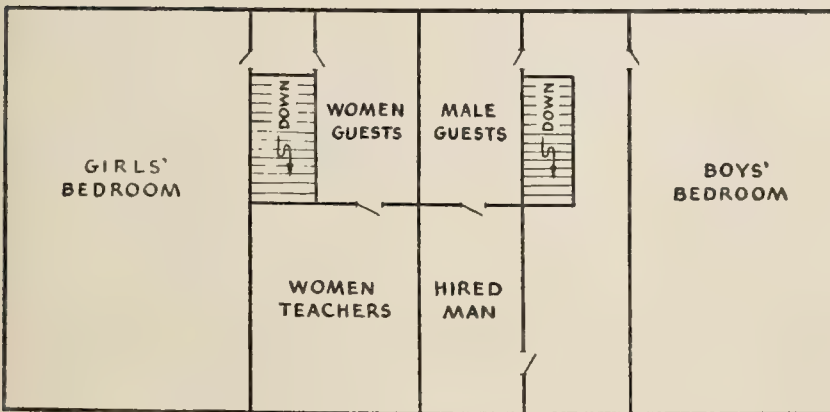 GIRLS'
BEDROOM
DOWN
WOMEN
GUESTS
MALE
GUESTS
DOWN
BOYS'
BEDROOM
WOMEN
TEACHERS
HIRED
MAN